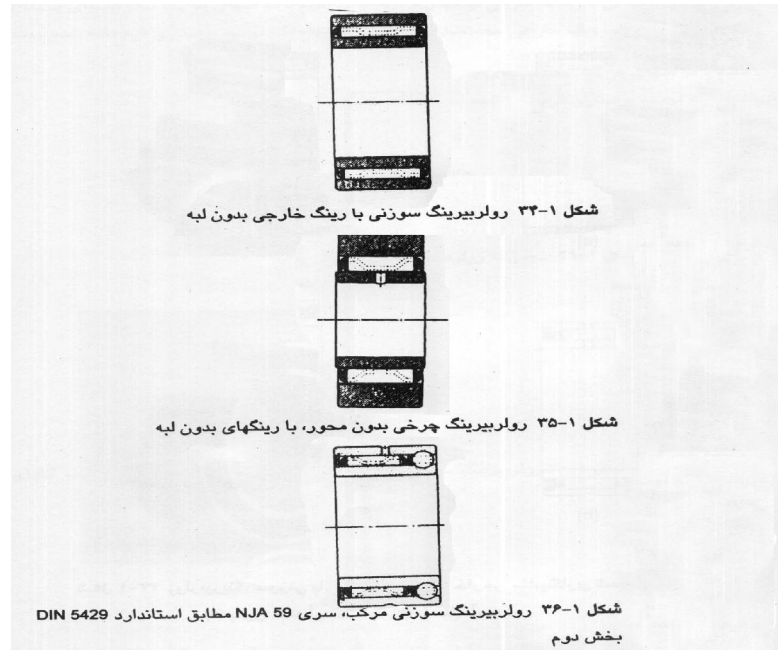 شکل ۱-۳۴ رولربیرینگ سوزنی با رینگ خارجی بدون لبه
شکل ۱-۳۵ رولربیرینگ چرخی بدون محور، با رینگهای بدون لبه
شکل ۱-۳۶ رولربیرینگ سوزنی مرکب، سری NJA 59 مطابق استاندارد DIN 5429
بخش دوم